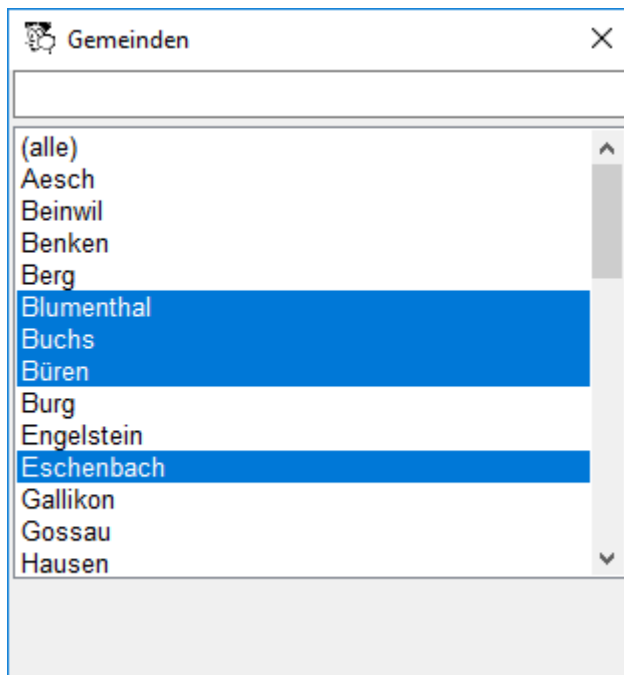 Gemeinden
(alle)
Aesch
Beinwil
Benken
Berg
Blumenthal
Buchs
Büren
Burg
Engelstein
Eschenbach
Gallikon
Gossau
Hausen